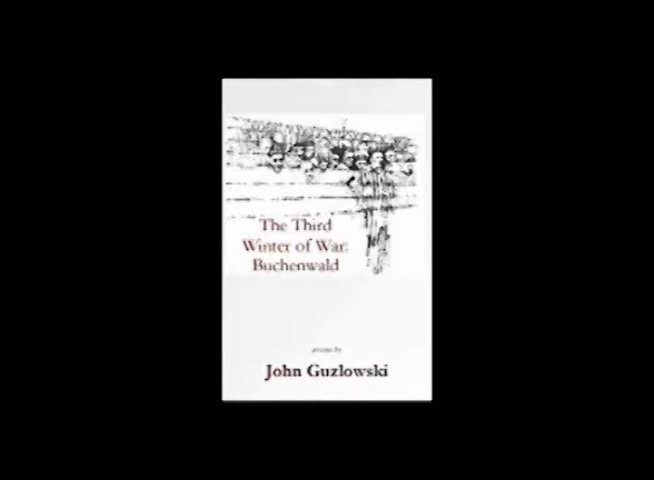 The Third
Winter of War:
Buchenwald
poems by
John Guzlowski